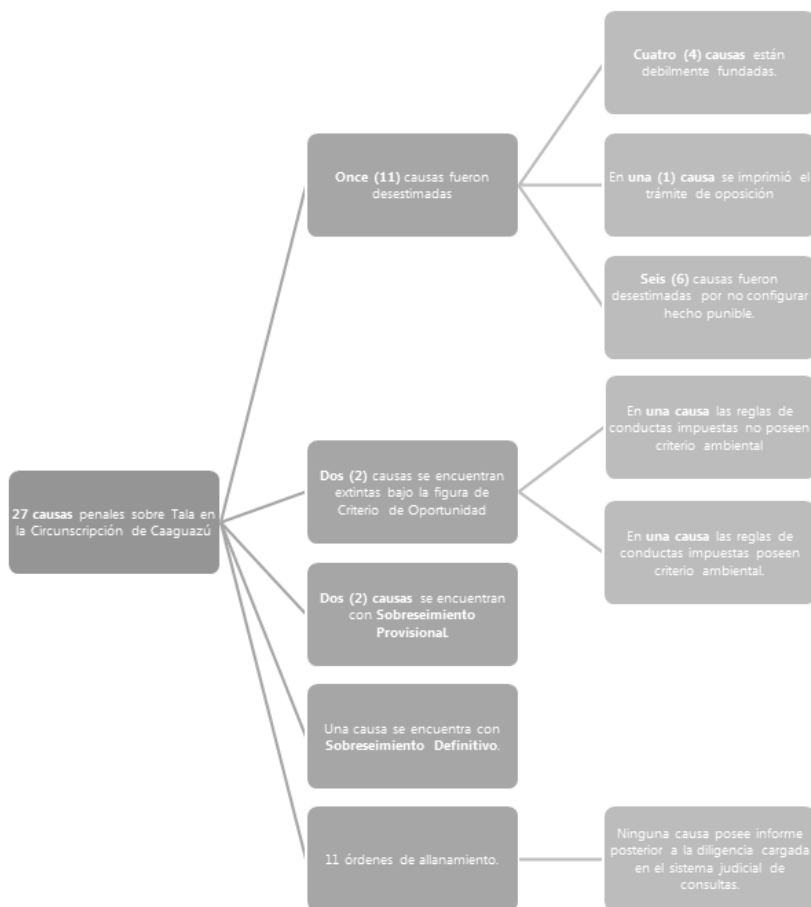 27 causas penales sobre Tala en
la Circunscripción de Caaguazú
Once (11) causas fueron
desestimadas
Cuatro (4) causas están
debilmente fundadas.
En una (1) causa se imprimió el
trámite de oposición
Seis (6) causas fueron
desestimadas por no configurar
hecho punible.
Dos (2) causas se encuentran
extintas bajo la figura de
Criterio de Oportunidad
En una causa las reglas de
conductas impuestas no poseen
criterio ambiental
En una causa las reglas de
conductas impuestas poseen
criterio ambiental.
Dos (2) causas se encuentran
con Sobreseimiento
Provisional.
Una causa se encuentra con
Sobreseimiento Definitivo.
11 órdenes de allanamiento.
Ninguna causa posee informe
posterior a la diligencia cargada
en el sistema judicial de
consultas.